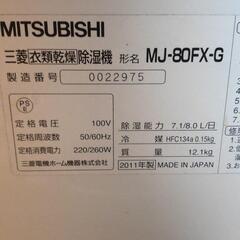 MITSUBISHI
三菱衣類乾燥除湿機 形名 MJ-80FX-G
製造番号 0022975
PS
E
定格電圧 100V
定格周波数 50/60Hz
定格消費電力 220/260W
三菱電機ホーム機器株式会社
除湿能力 7.1/8.0L/日
冷媒 HFC134a 0.15kg
質量 12.1kg
2011年製 MADE IN JAPAN